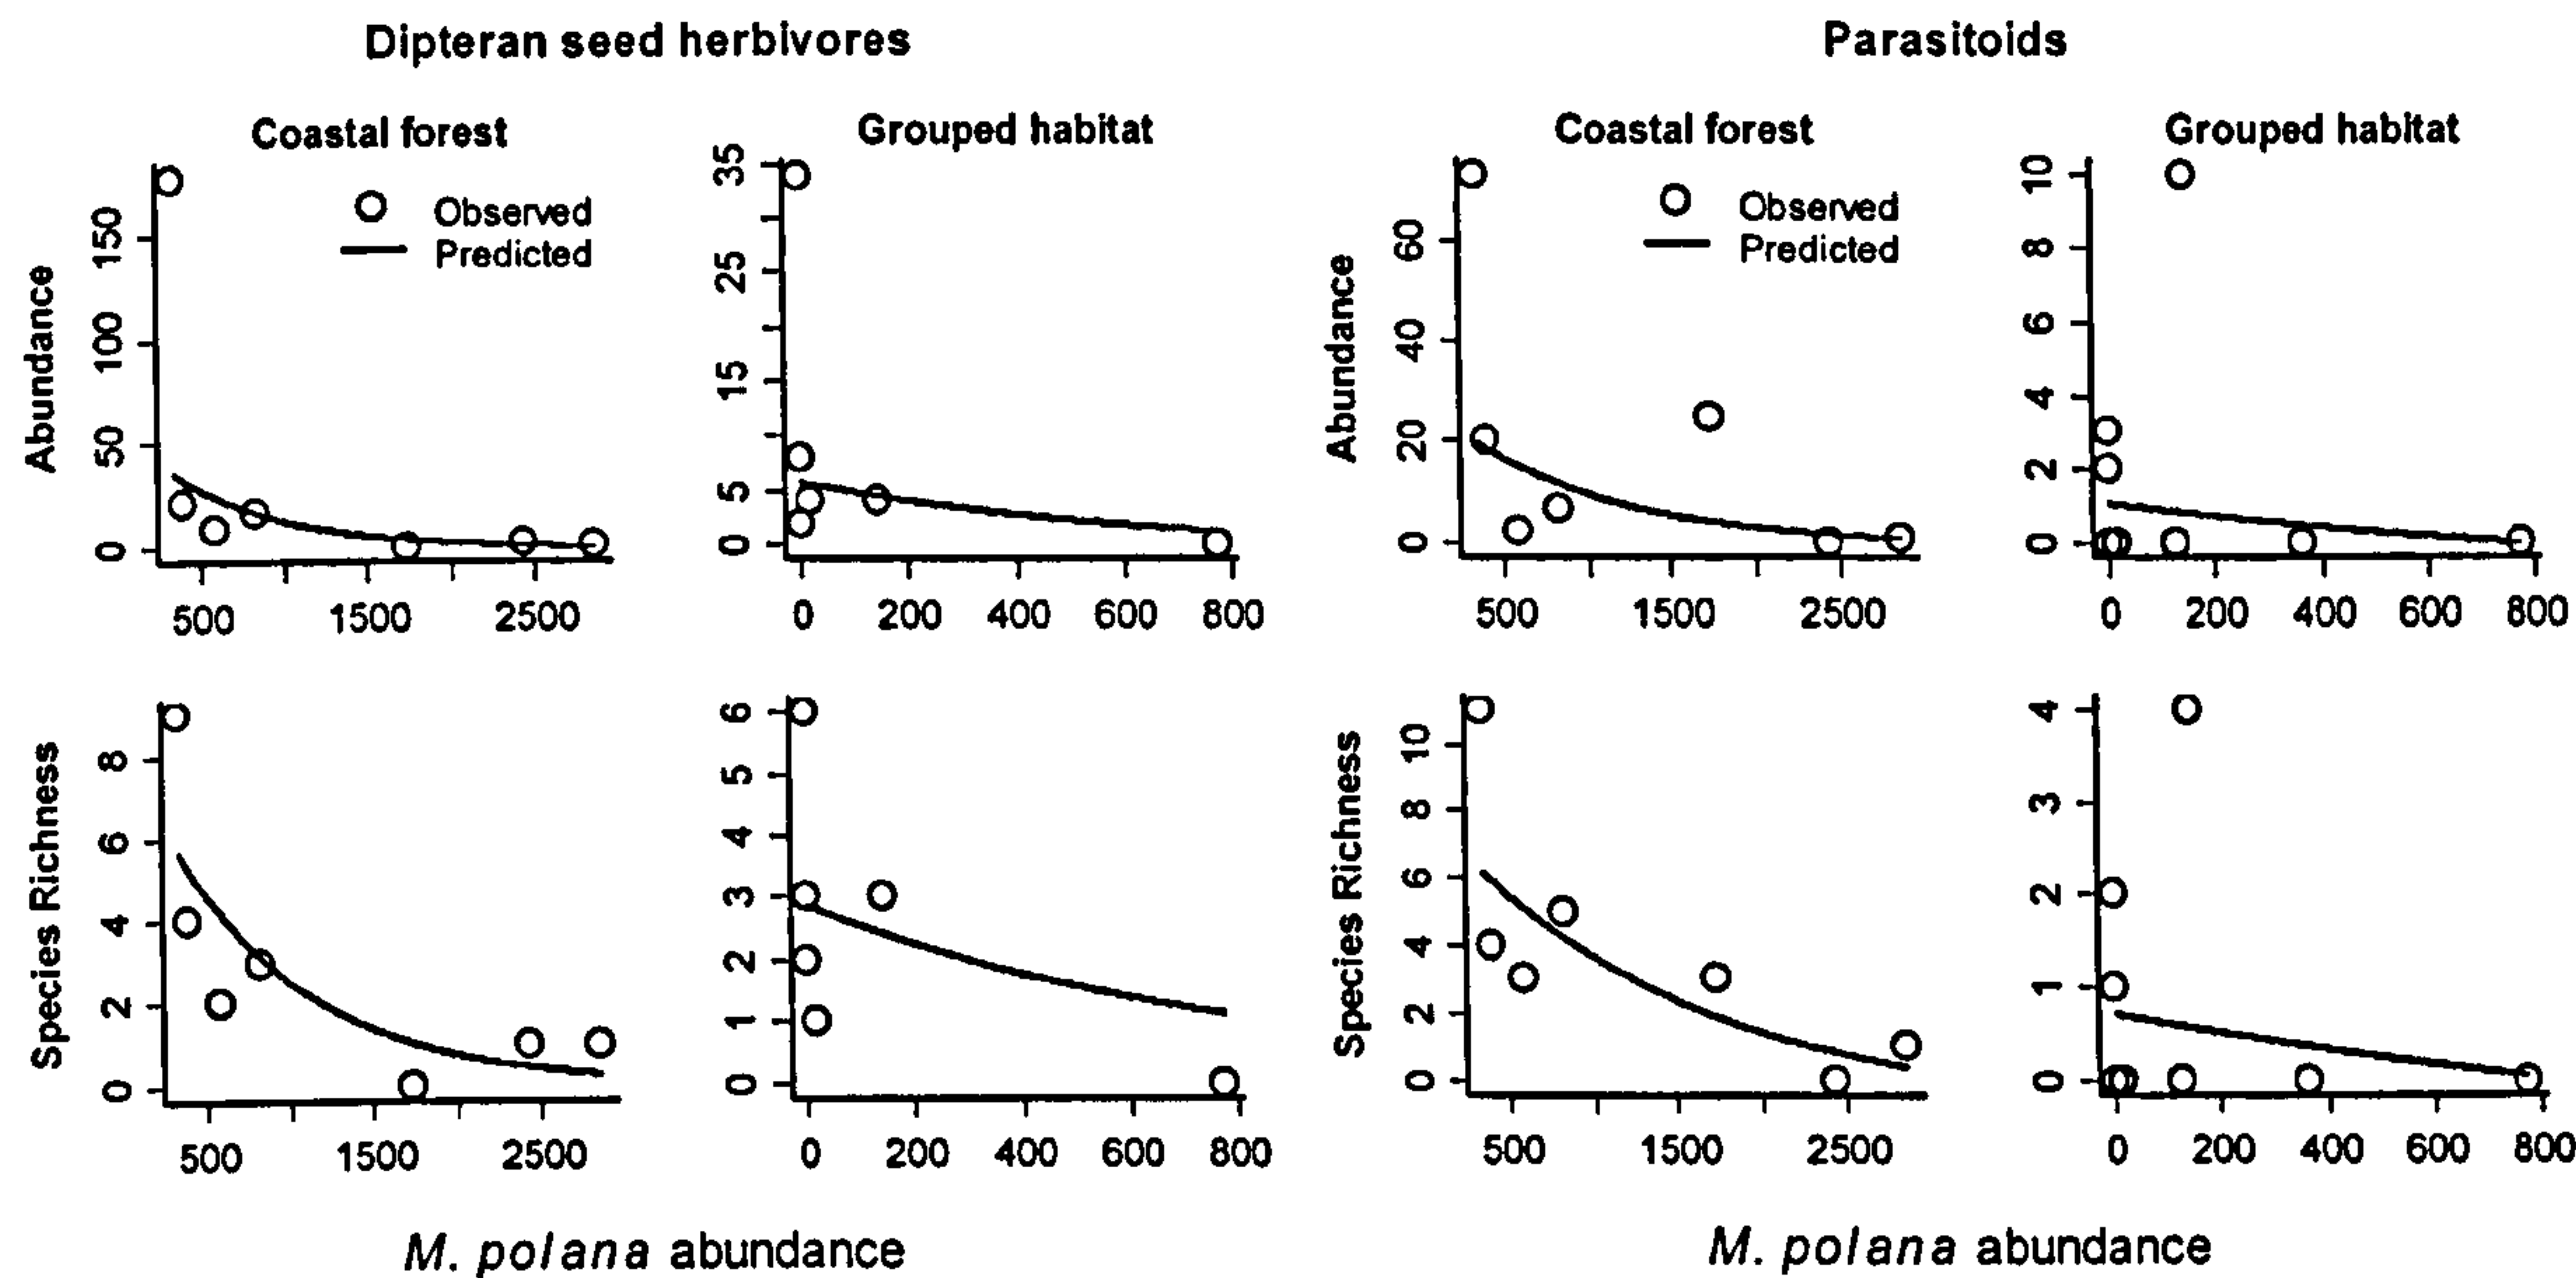 Dipteran seed herbivores
Parasitoids
Coastal forest
Grouped habitat
Coastal forest
Grouped habitat
Observed
Predicted
Observed
Predicted
Abundance
0 50 100 150
500 1500 2500
0 5 15 25 35
0 200 400 600 800
Abundance
0 20 40 60
500 1500 2500
0 2 4 6 8 10
0 200 400 600 800
Species Richness
0 2 4 6 8
500 1500 2500
0 1 2 3 4 5 6
0 200 400 600 800
Species Richness
0 2 4 6 8 10
500 1500 2500
0 1 2 3 4
0 200 400 600 800
M. polana abundance
M. polana abundance